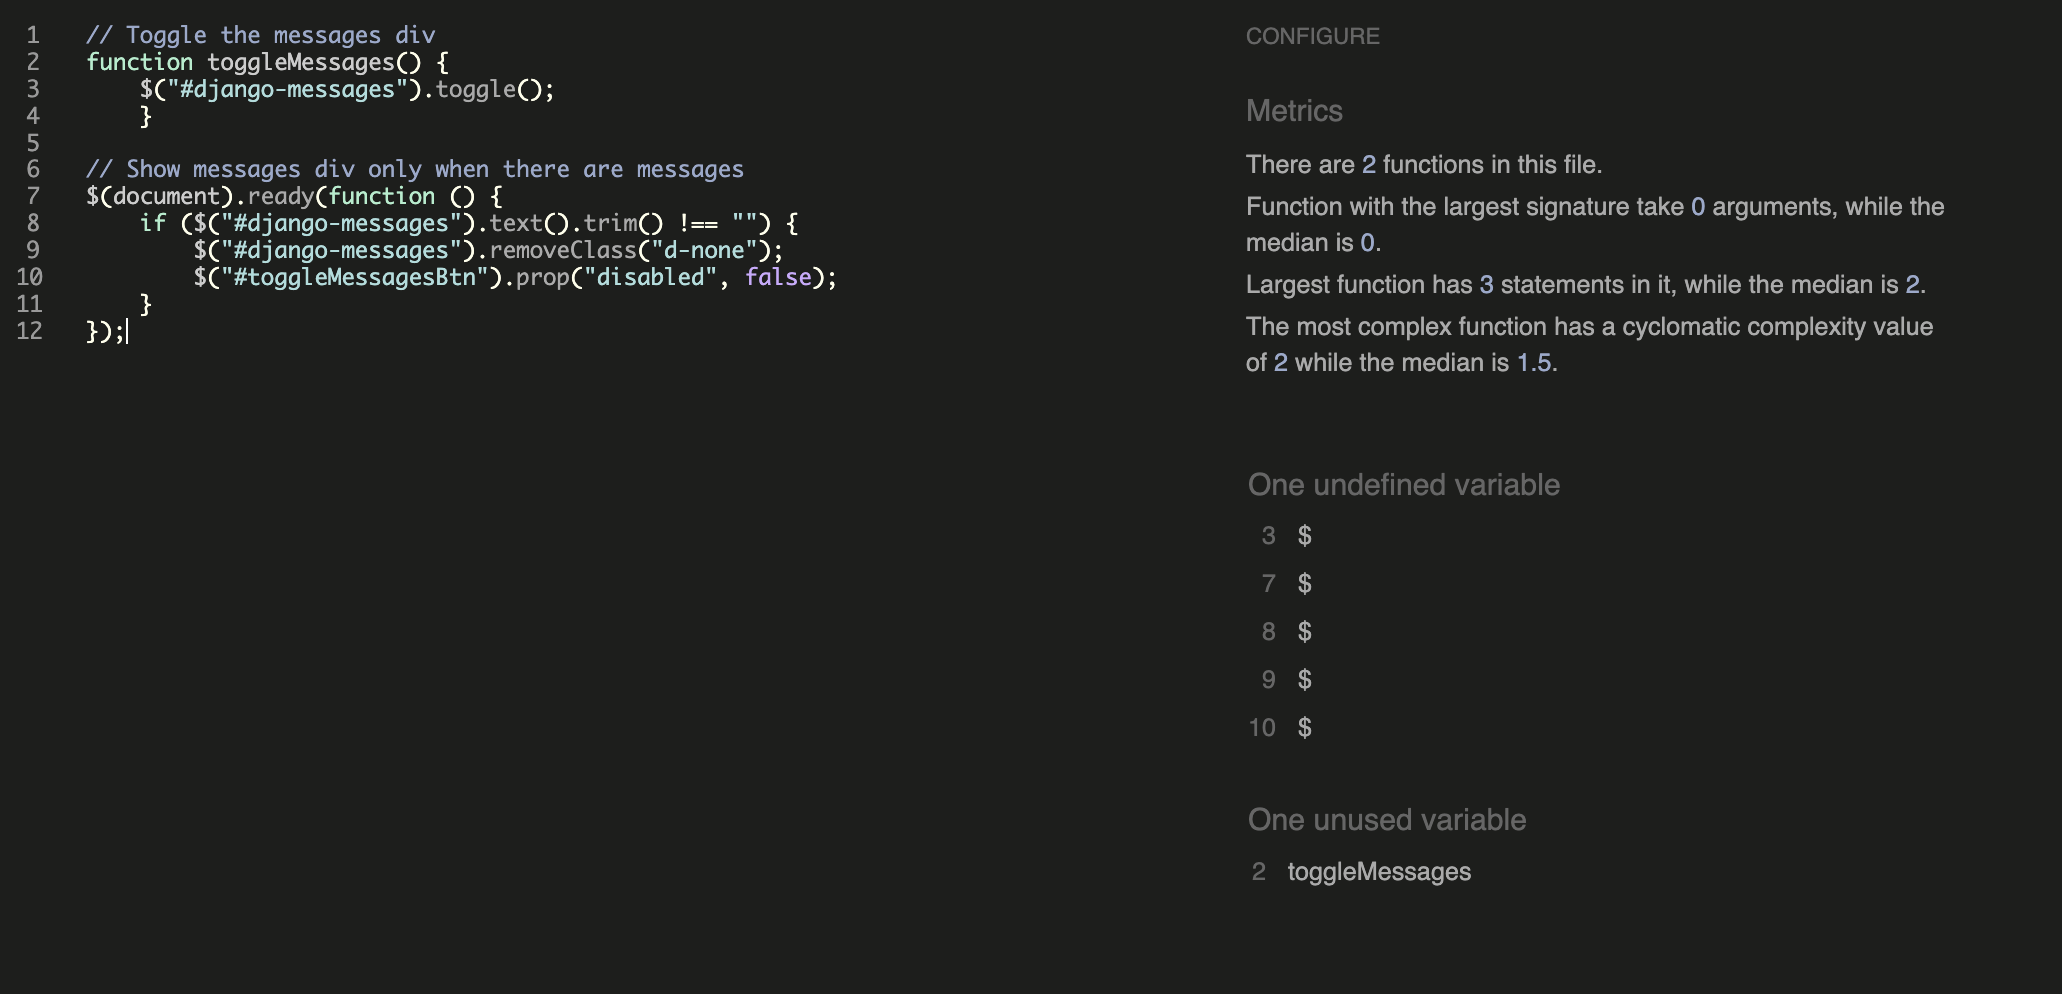 1 // Toggle the messages div
2 function toggleMessages() {
3 $("#django-messages").toggle();
4 }
5
6 // Show messages div only when there are messages
7 $(document).ready(function () {
8 if ($("#django-messages").text().trim() !== "") {
9 $("#django-messages").removeClass("d-none");
10 $("#toggleMessagesBtn").prop("disabled", false);
11 }
12 });
CONFIGURE
Metrics
There are 2 functions in this file.
Function with the largest signature take 0 arguments, while the
median is 0.
Largest function has 3 statements in it, while the median is 2.
The most complex function has a cyclomatic complexity value
of 2 while the median is 1.5.
One undefined variable
3 $
7 $
8 $
9 $
10 $
One unused variable
2 toggleMessages